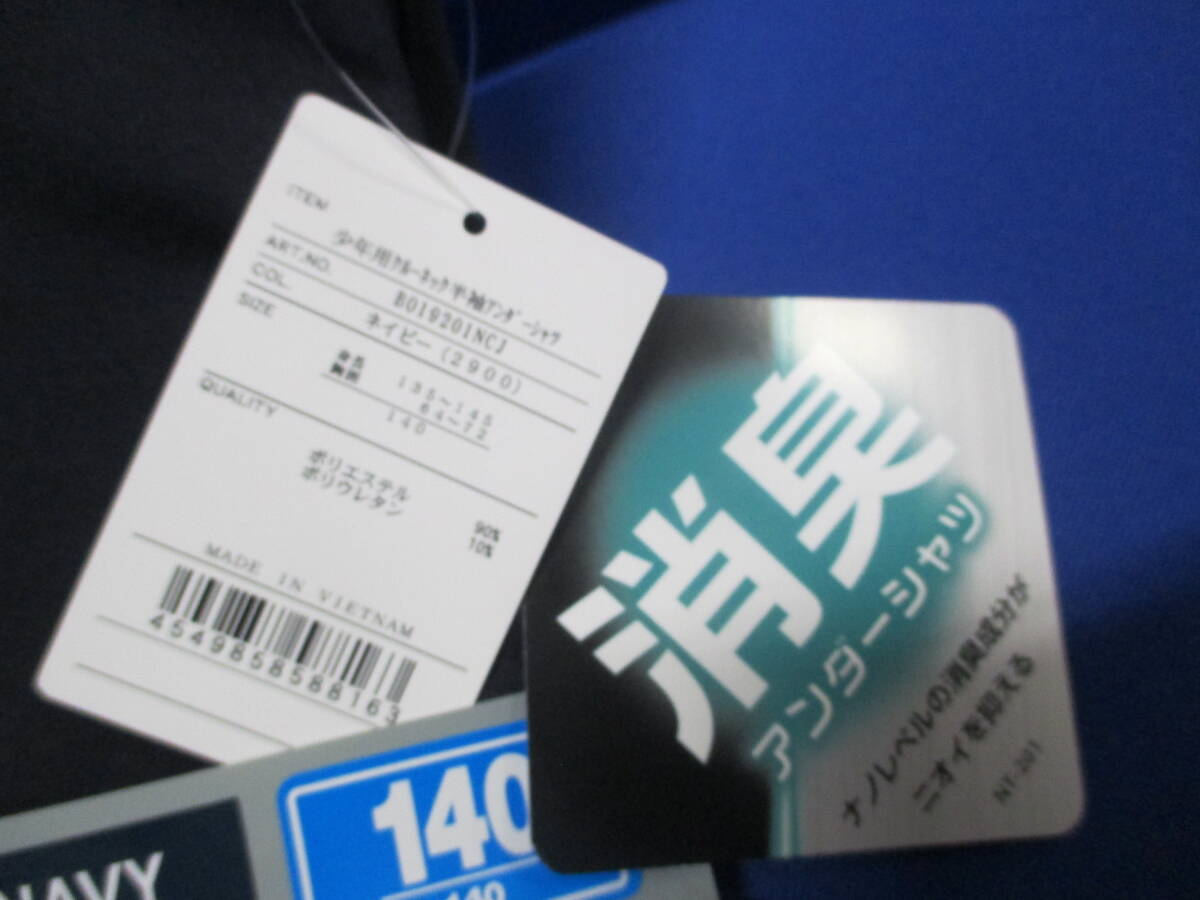 ITEM
少年用クルーネック半袖アンダーシャツ
ART.NO.
B019201NCJ
COL.
ネイビー(2900)
SIZE
身長 135~145
胸囲 64~72
140
QUALITY
ポリエステル 90%
ポリウレタン 10%
MADE IN VIETNAM
4549858588163
消臭
アンダーシャツ
ナノレベルの消臭成分が
ニオイを抑える
NT-201
NAVY
140
140